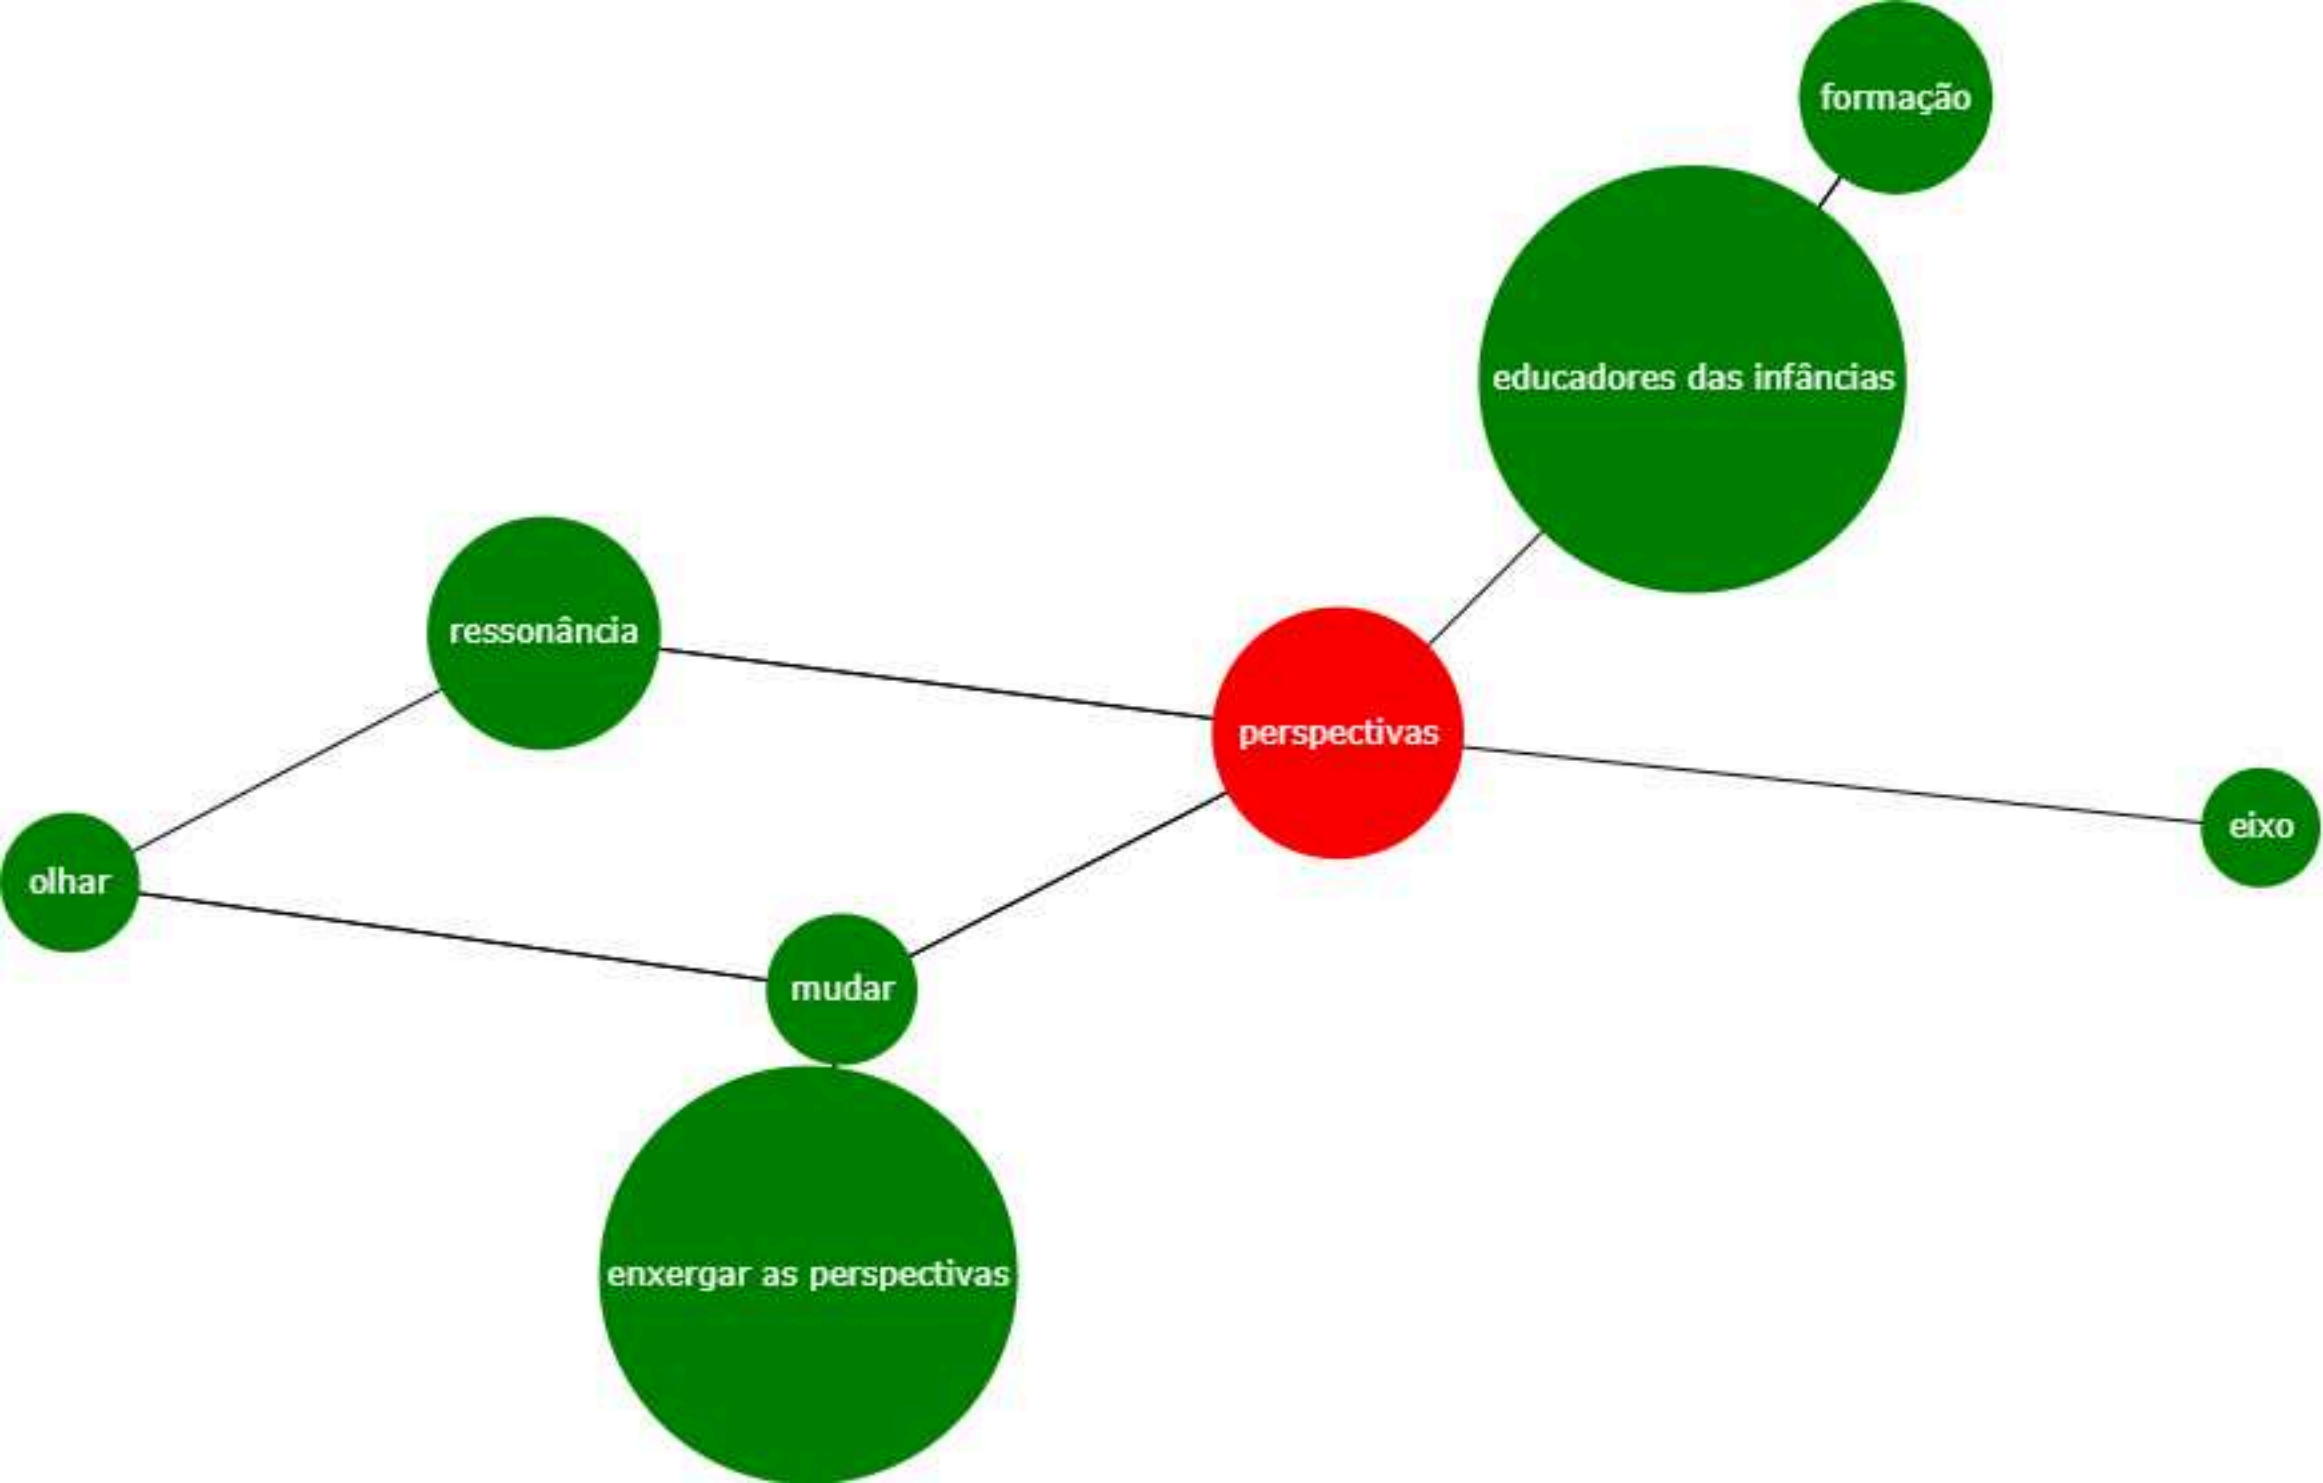 formação
educadores das infâncias
ressonância
perspectivas
eixo
olhar
mudar
enxergar as perspectivas